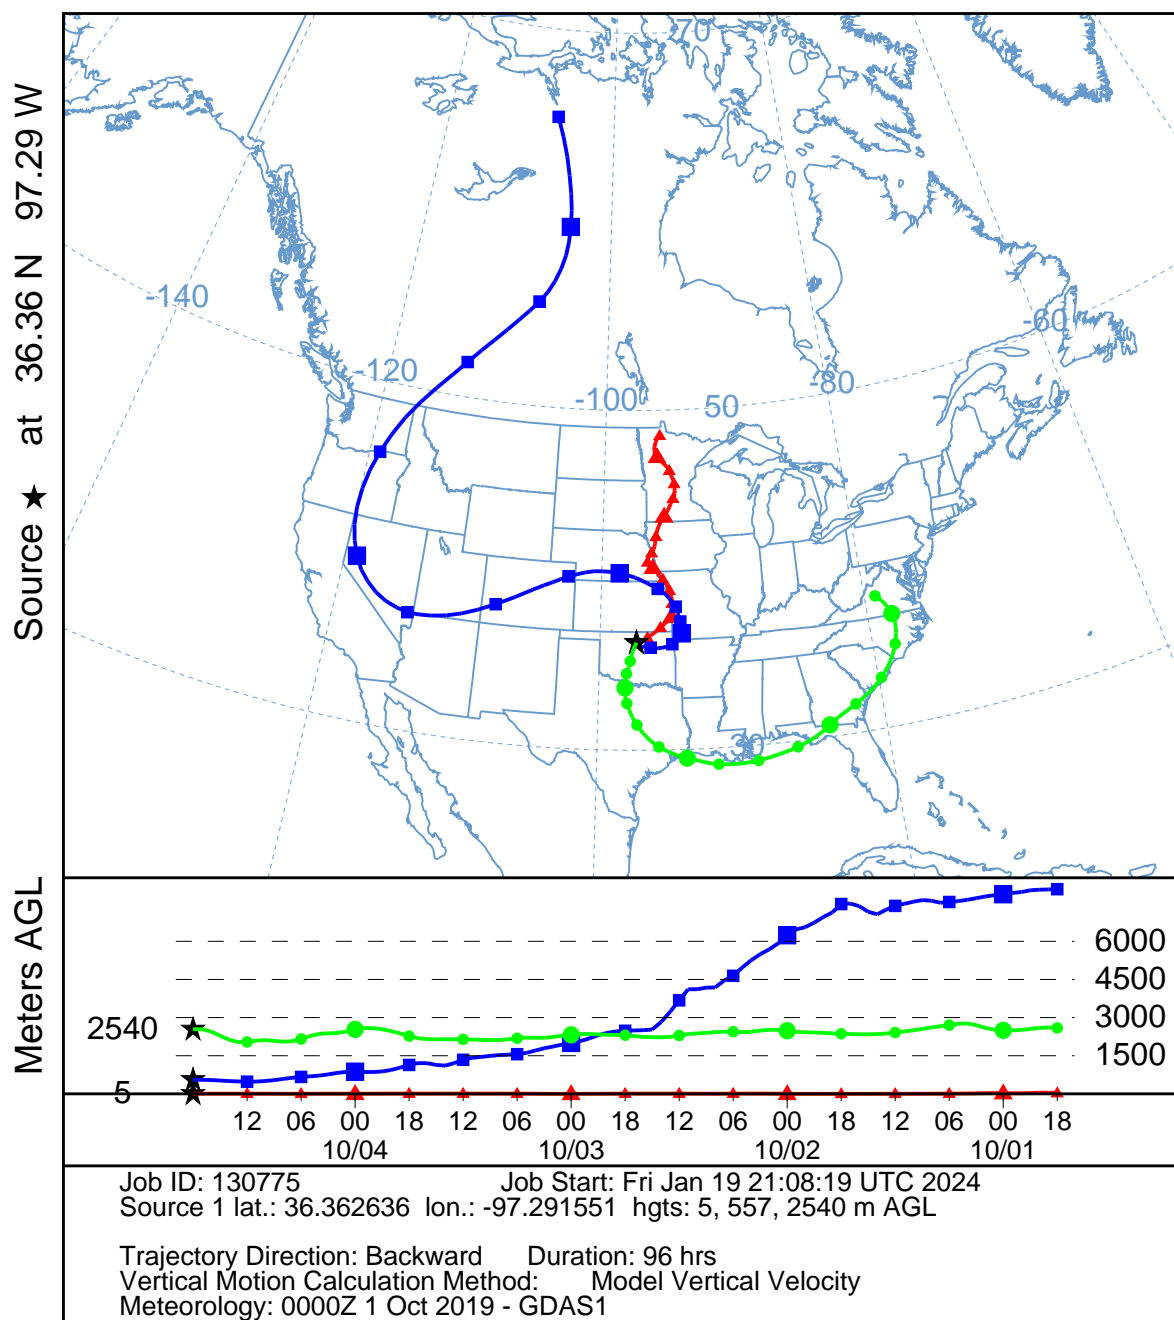 Source ★ at 36.36 N 97.29 W
70
-140
-60
-120
-80
-100
50
30
Meters AGL
6000
4500
2540
3000
1500
5
12 06 00 18 12 06 00 18 12 06 00 18 12 06 00 18
10/04 10/03 10/02 10/01
Job ID: 130775 Job Start: Fri Jan 19 21:08:19 UTC 2024
Source 1 lat.: 36.362636 lon.: -97.291551 hgts: 5, 557, 2540 m AGL
Trajectory Direction: Backward Duration: 96 hrs
Vertical Motion Calculation Method: Model Vertical Velocity
Meteorology: 0000Z 1 Oct 2019 - GDAS1